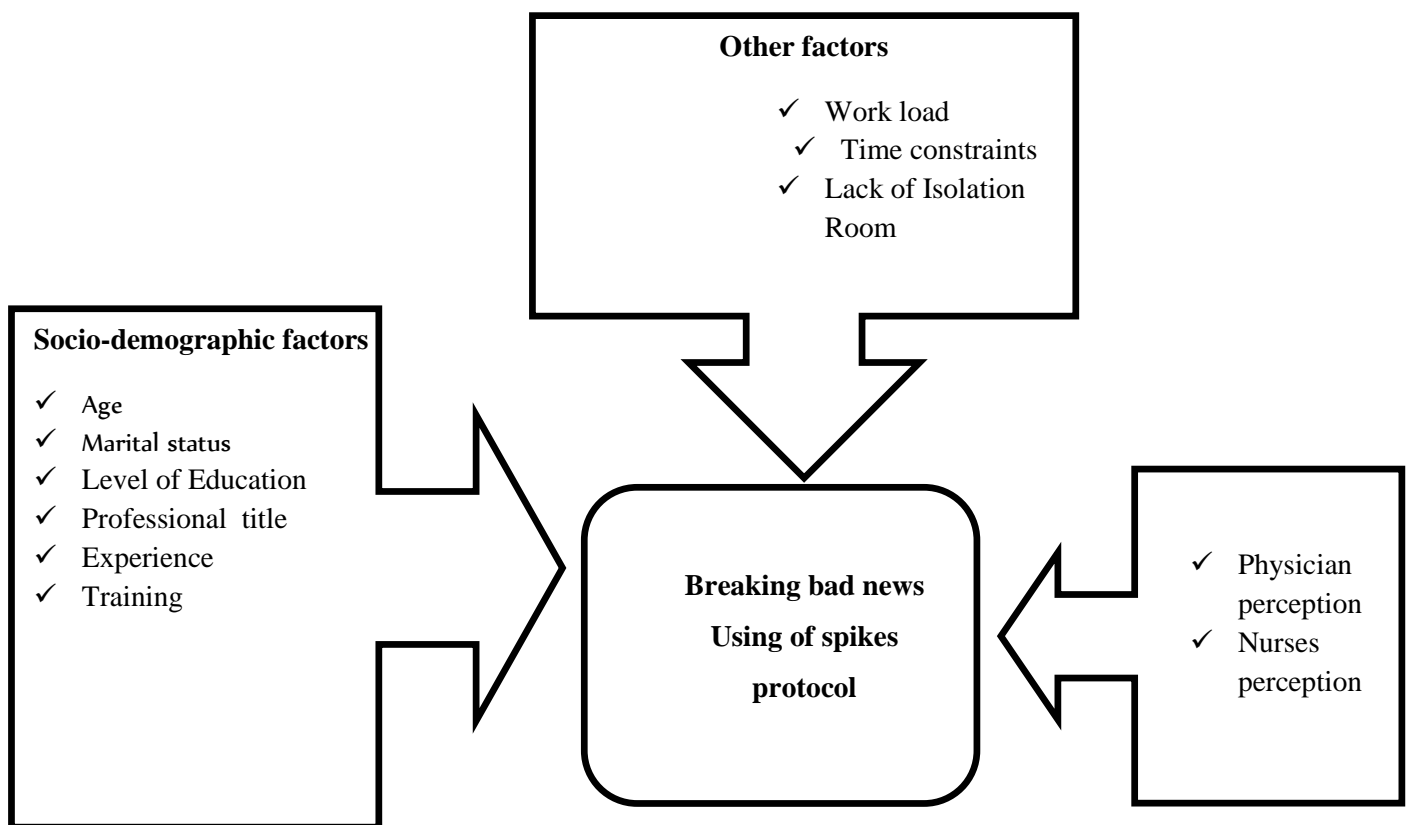 Other factors
✓ Work load
✓ Time constraints
✓ Lack of Isolation
Room
Socio-demographic factors
✓ Age
✓ Marital status
✓ Level of Education
✓ Professional title
✓ Experience
✓ Training
Breaking bad news
Using of spikes
protocol
✓ Physician
perception
✓ Nurses
perception